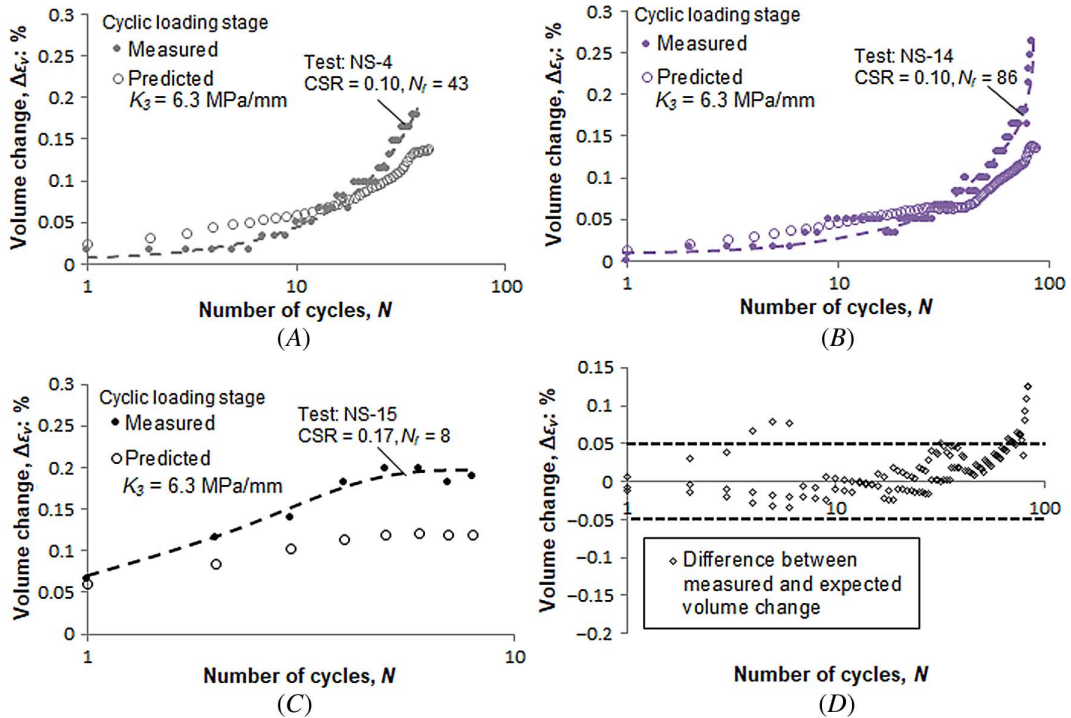 0.3
0.25
0.2
0.15
0.1
0.05
0
Volume change, Δεᵥ: %
Cyclic loading stage
Measured
Predicted
K₃ = 6.3 MPa/mm
Test: NS-4
CSR = 0.10, Nf = 43
1
10
100
Number of cycles, N
(A)
0.3
0.25
0.2
0.15
0.1
0.05
0
Volume change, Δεᵥ: %
Cyclic loading stage
Measured
Predicted
K₃ = 6.3 MPa/mm
Test: NS-14
CSR = 0.10, Nf = 86
1
10
100
Number of cycles, N
(B)
0.3
0.25
0.2
0.15
0.1
0.05
0
Volume change, Δεᵥ: %
Cyclic loading stage
Measured
Predicted
K₃ = 6.3 MPa/mm
Test: NS-15
CSR = 0.17, Nf = 8
1
10
Number of cycles, N
(C)
0.15
0.1
0.05
0
−0.05
−0.1
−0.15
−0.2
Volume change, Δεᵥ: %
1
10
100
Difference between
measured and expected
volume change
Number of cycles, N
(D)